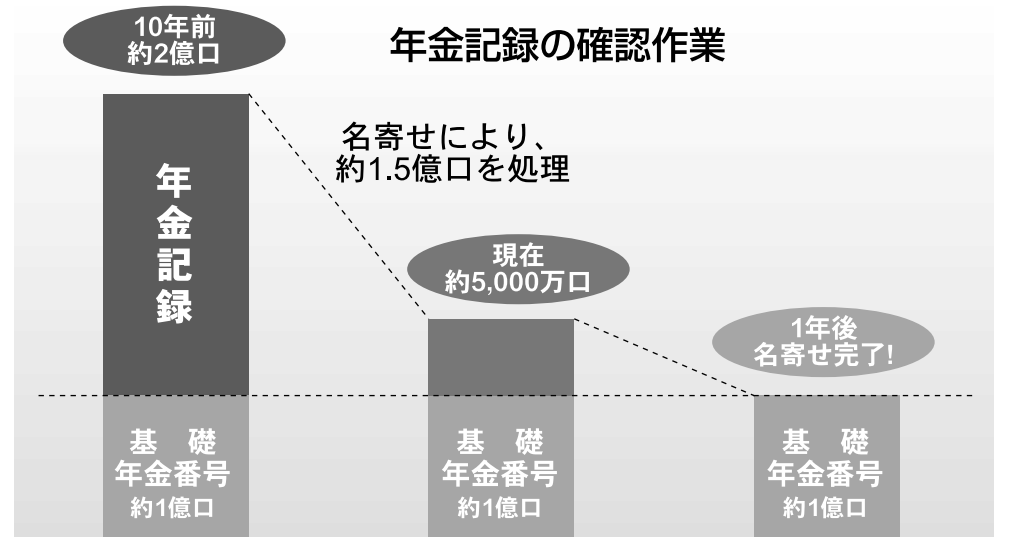 年金記録の確認作業
10年前
約2億口
年金記録
名寄せにより、
約1.5億口を処理
現在
約5,000万口
1年後
名寄せ完了!
基　礎
年金番号
約1億口
基　礎
年金番号
約1億口
基　礎
年金番号
約1億口